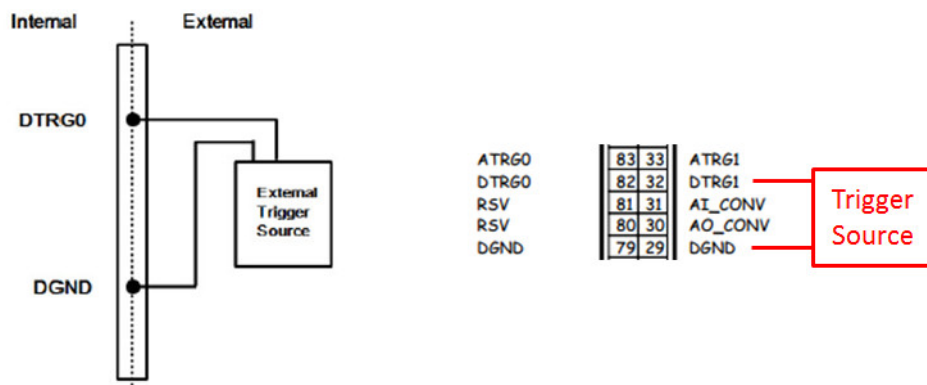 Internal External
DTRG0
DGND
External
Trigger
Source
ATRG0 83 33 ATRG1
DTRG0 82 32 DTRG1
RSV 81 31 AI_CONV
RSV 80 30 AO_CONV
DGND 79 29 DGND
Trigger
Source